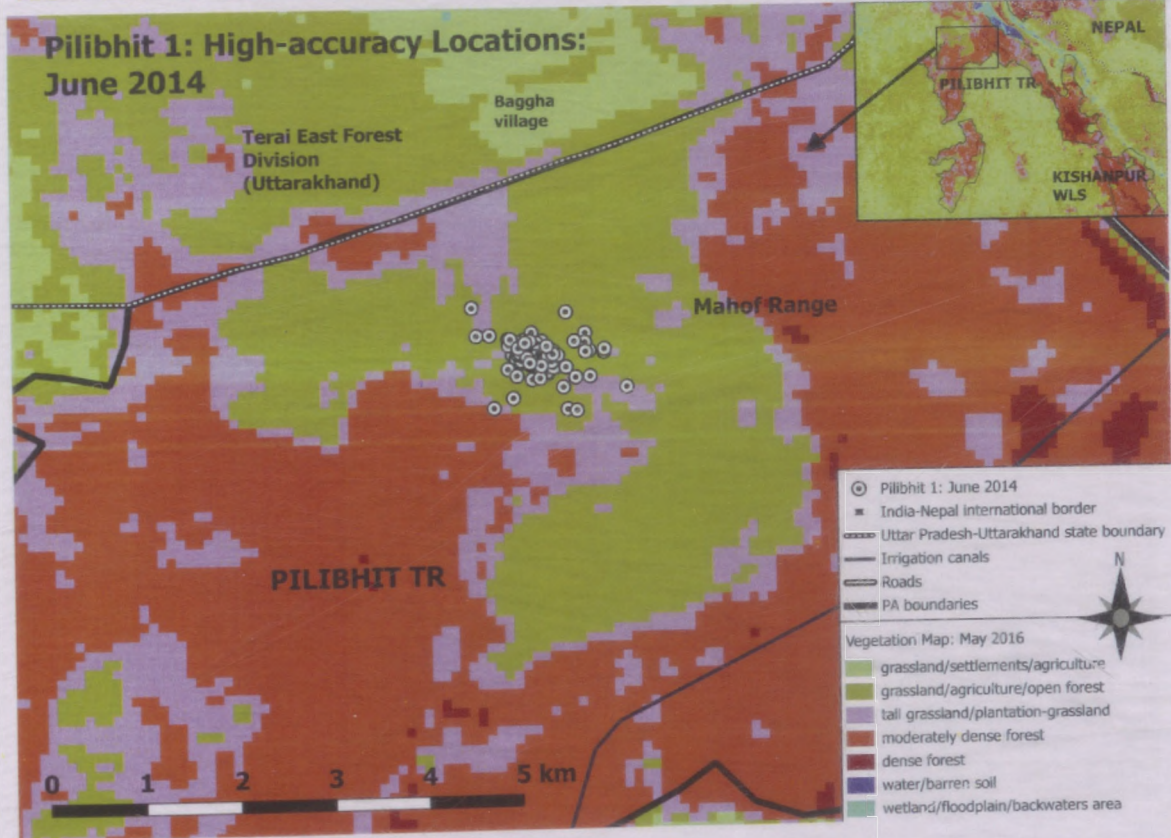 Pilibhit 1: High-accuracy Locations:
June 2014
Terai East Forest
Division
(Uttarakhand)
Baggha
village
NEPAL
PILIBHIT TR
KISHANPUR
WLS
Mahof Range
PILIBHIT TR
Pilibhit 1: June 2014
India-Nepal international border
Uttar Pradesh-Uttarakhand state boundary
Irrigation canals
Roads
PA boundaries
N
Vegetation Map: May 2016
grassland/settlements/agriculture
grassland/agriculture/open forest
tall grassland/plantation-grassland
moderately dense forest
dense forest
water/barren soil
wetland/floodplain/backwaters area
0 1 2 3 4 5 km